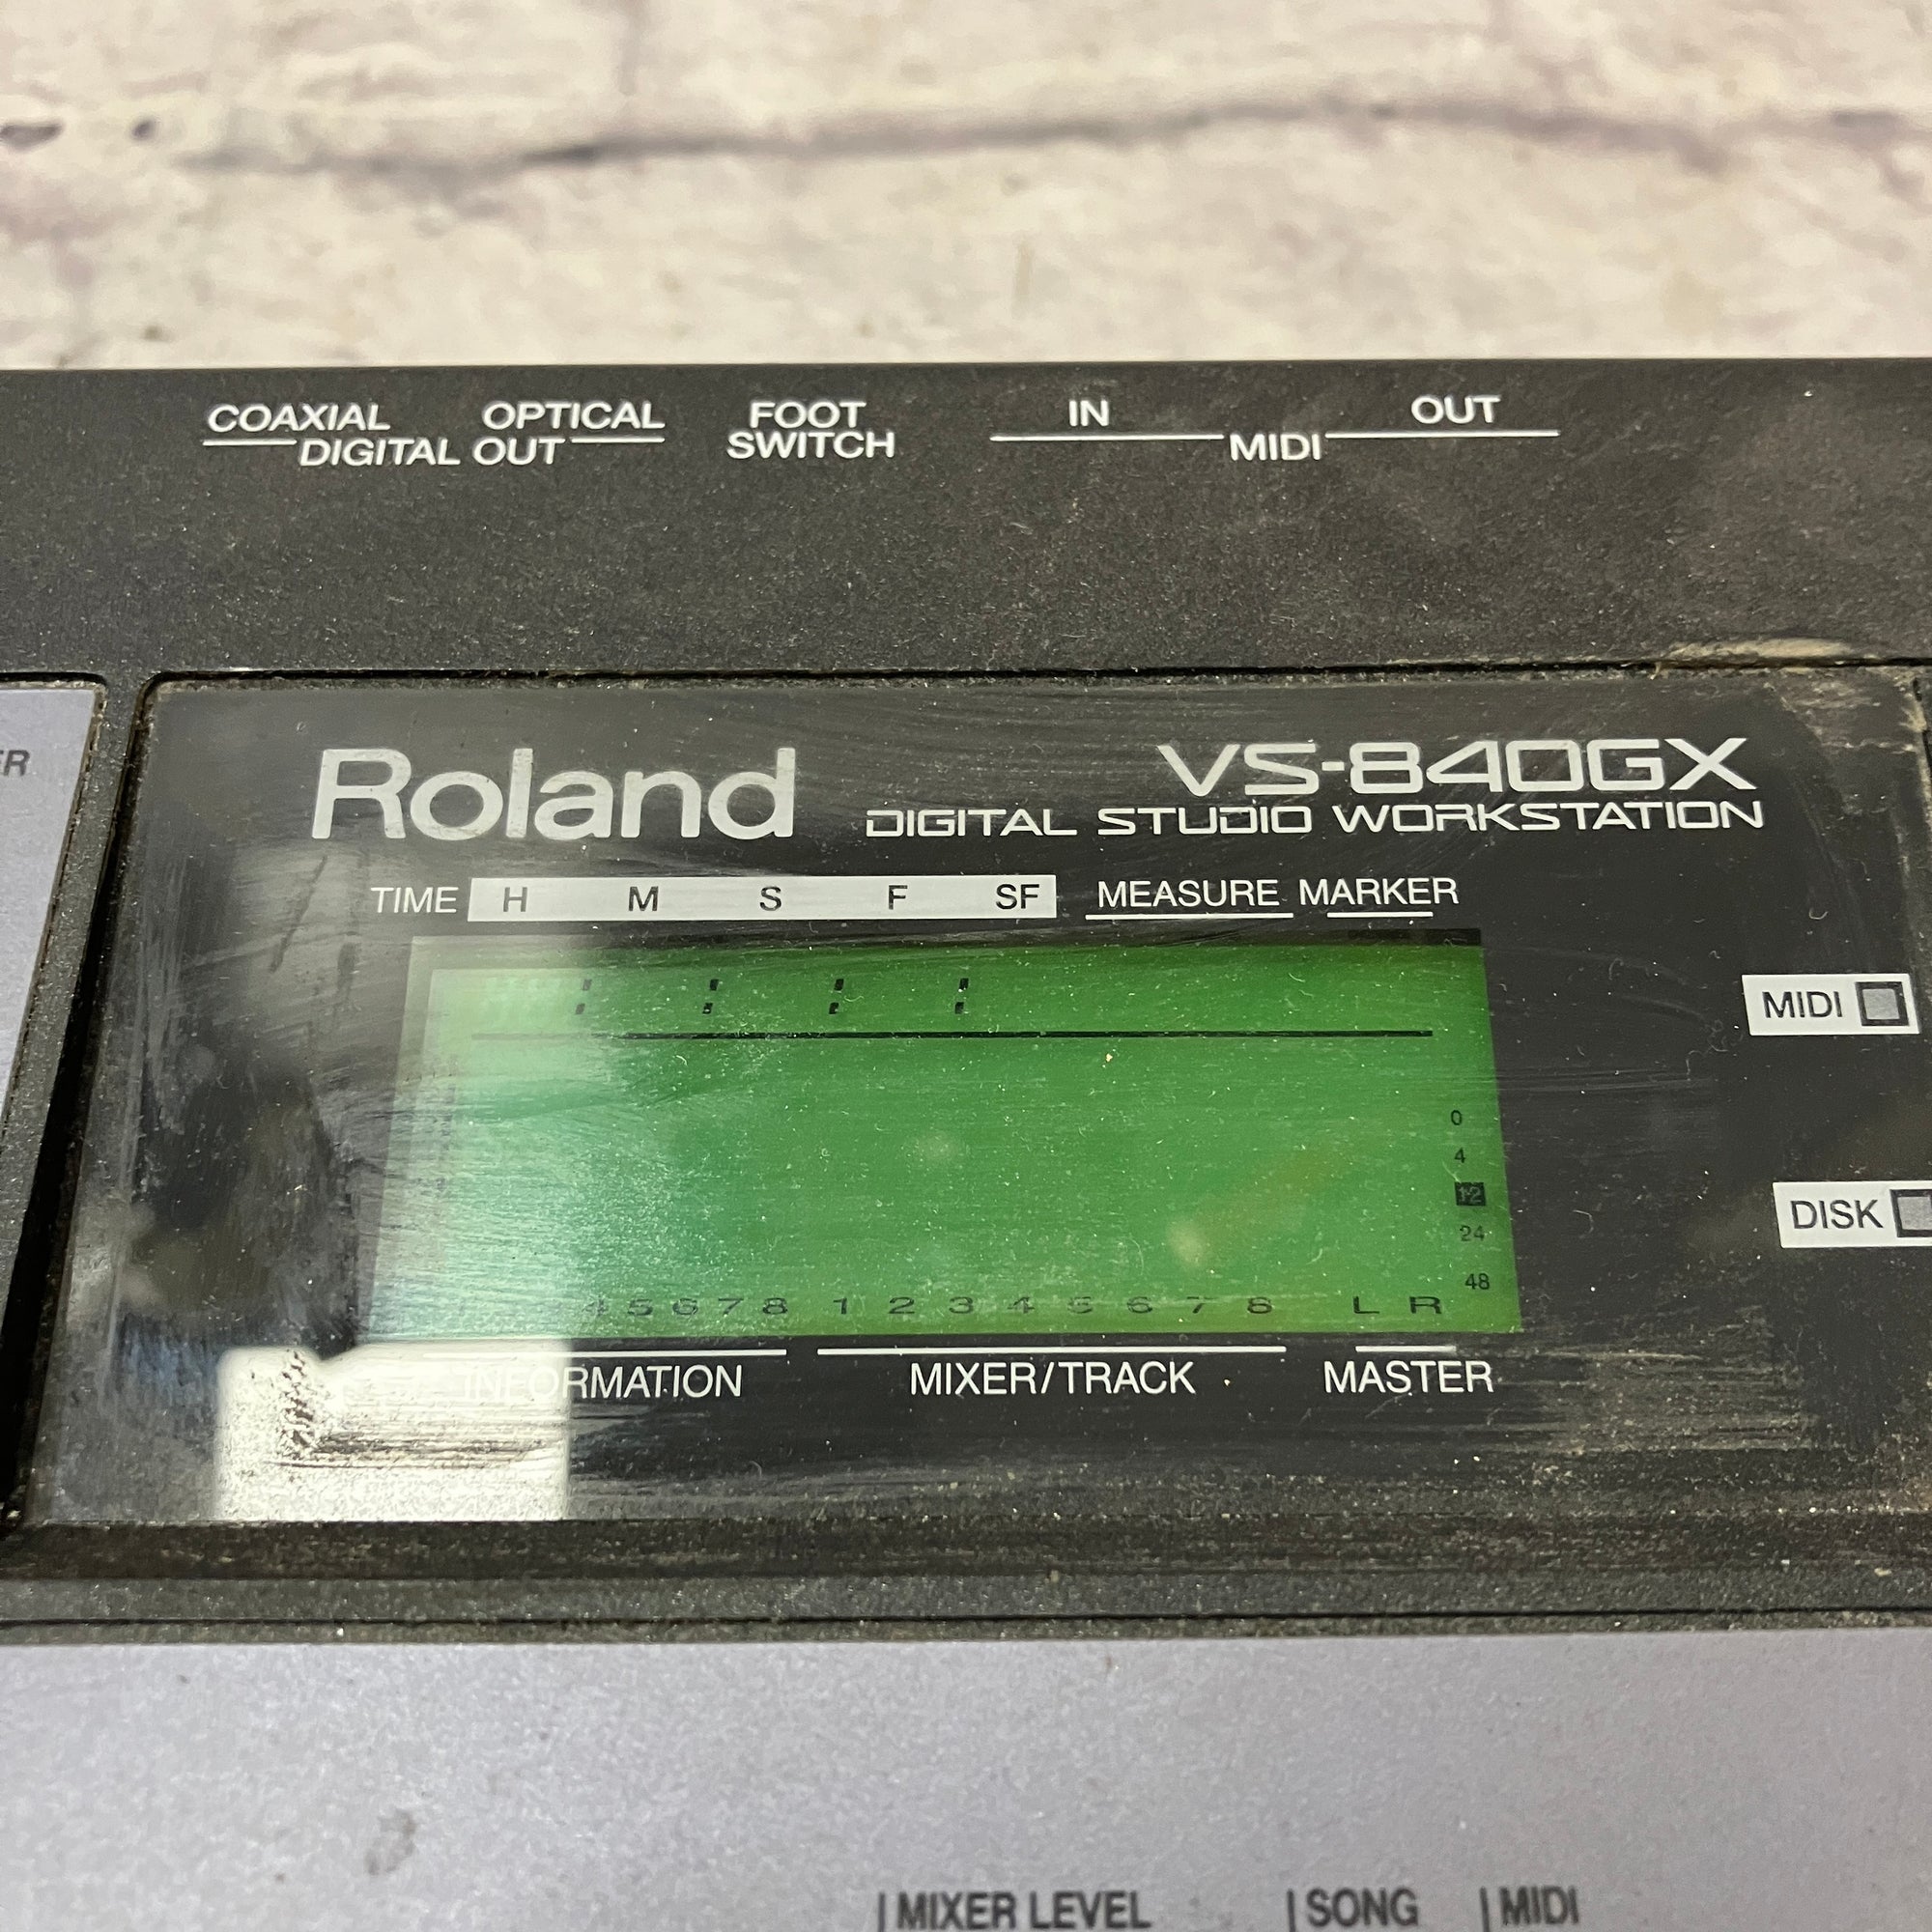 COAXIAL OPTICAL FOOT IN OUT
DIGITAL OUT SWITCH MIDI
Roland VS-840GX
DIGITAL STUDIO WORKSTATION
TIME H M S F SF MEASURE MARKER
MIDI
0
4
12
DISK
24
48
4 5 6 7 8 1 2 3 4 5 6 7 8 L R
INFORMATION MIXER/TRACK MASTER
MIXER LEVEL SONG MIDI